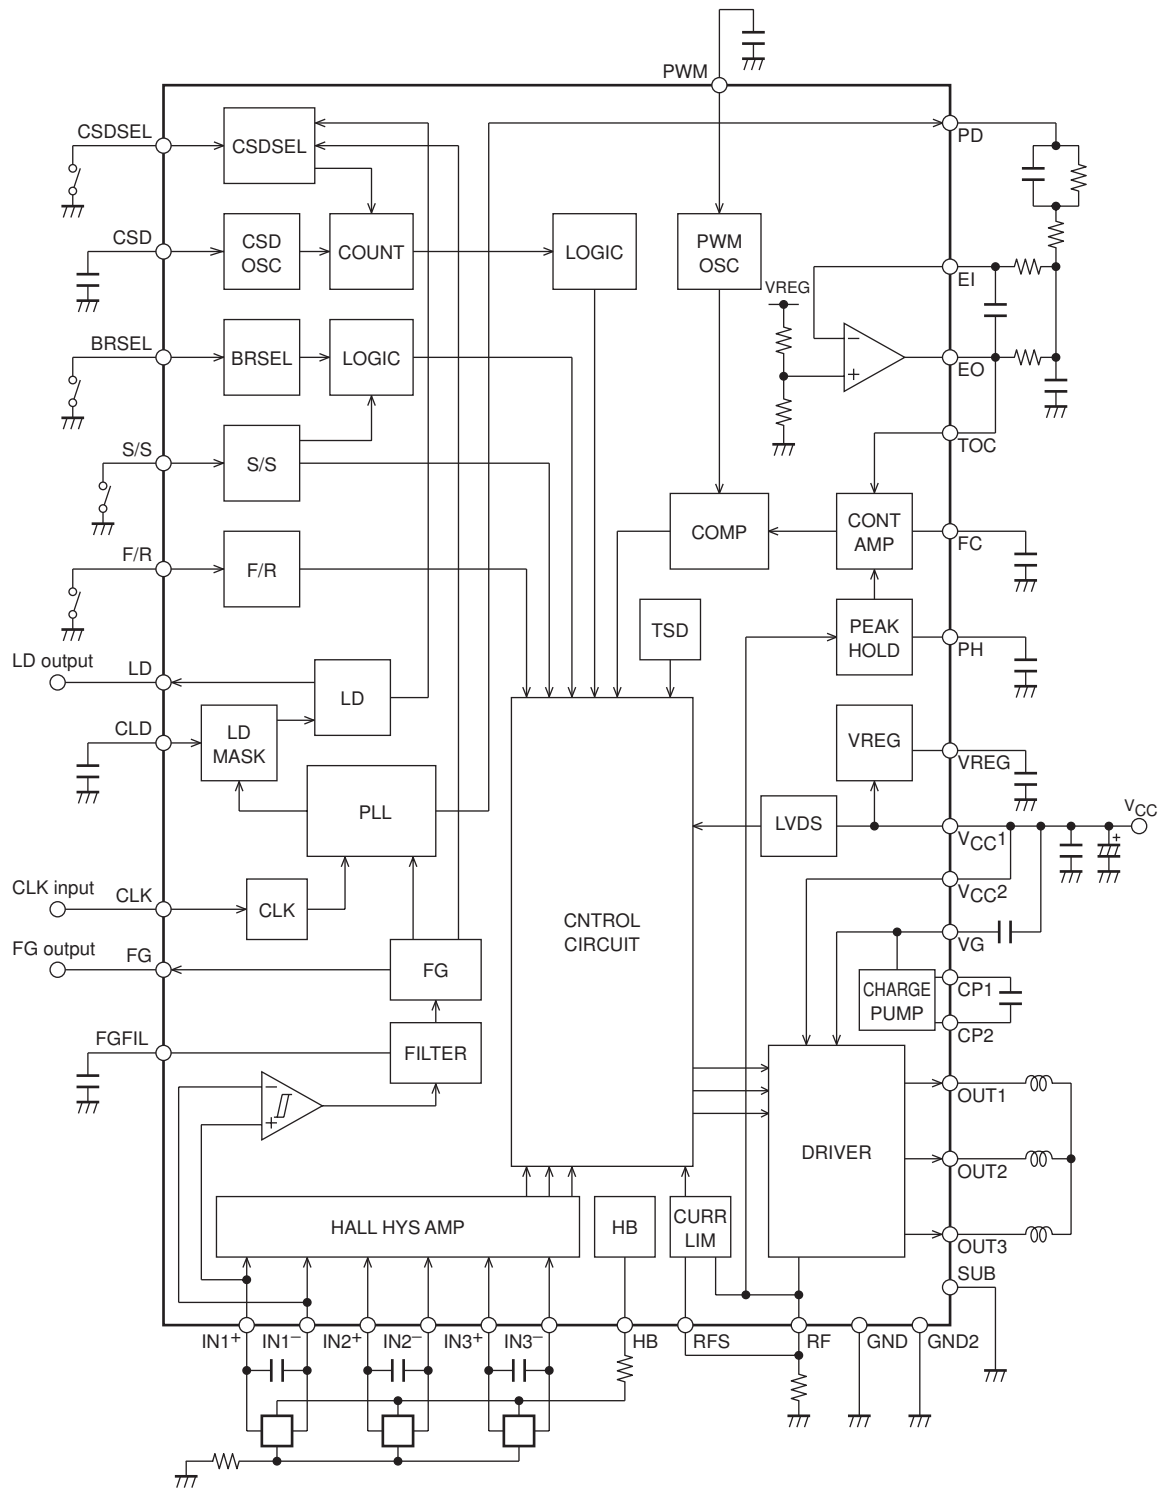 PWM
CSDSEL
CSDSEL
PD
CSD
CSD
OSC
COUNT
LOGIC
PWM
OSC
VREG
EI
BRSEL
BRSEL
LOGIC
−
+
EO
S/S
S/S
TOC
COMP
CONT
AMP
FC
F/R
F/R
TSD
PEAK
HOLD
PH
LD output
LD
LD
CLD
LD
MASK
VREG
VREG
PLL
LVDS
VCC1
VCC
+
VCC2
CLK input
CLK
CLK
CNTROL
CIRCUIT
VG
FG output
FG
FG
CHARGE
PUMP
CP1
CP2
FGFIL
FILTER
−
+
OUT1
DRIVER
OUT2
HALL HYS AMP
HB
CURR
LIM
OUT3
SUB
IN1+ IN1− IN2+ IN2− IN3+ IN3− HB RFS RF GND GND2